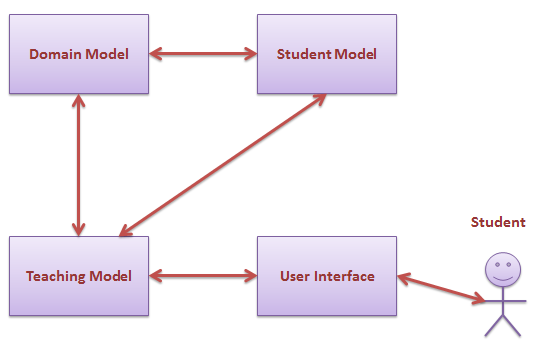 Domain Model
Student Model
Student
Teaching Model
User Interface